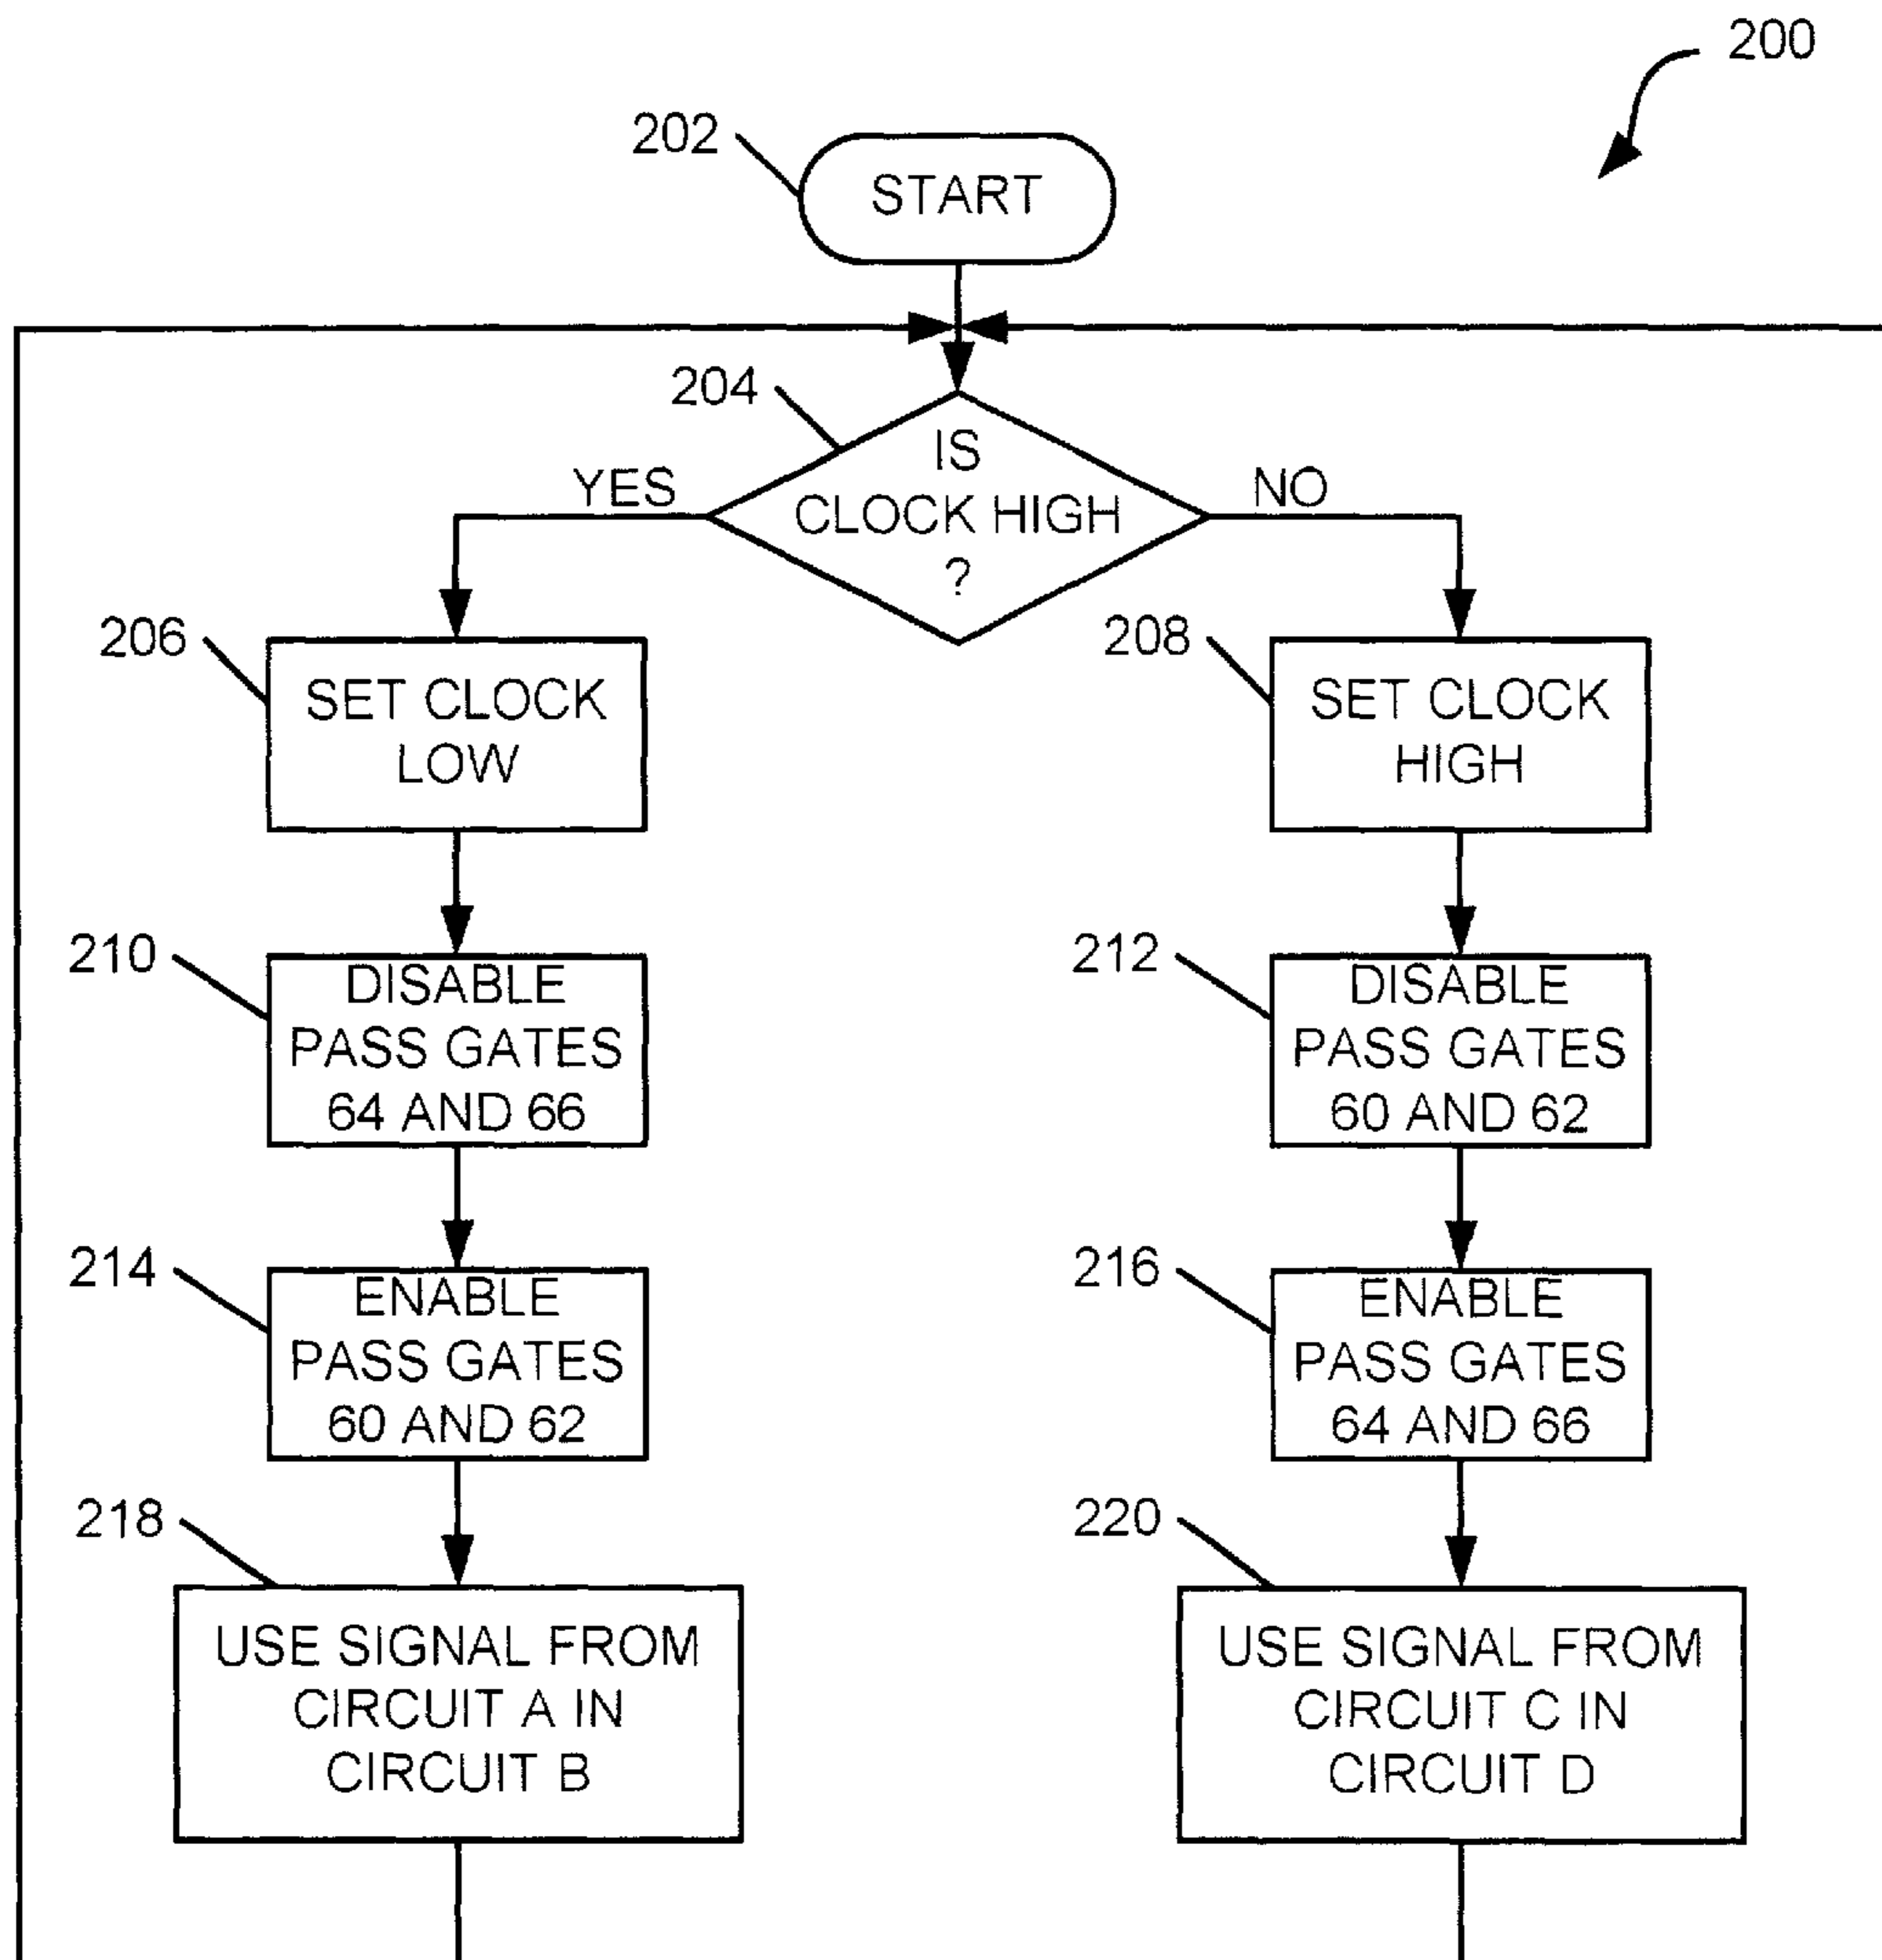 200
202
START
204
IS
CLOCK HIGH
?
YES
NO
206
SET CLOCK
LOW
208
SET CLOCK
HIGH
210
DISABLE
PASS GATES
64 AND 66
212
DISABLE
PASS GATES
60 AND 62
214
ENABLE
PASS GATES
60 AND 62
216
ENABLE
PASS GATES
64 AND 66
218
USE SIGNAL FROM
CIRCUIT A IN
CIRCUIT B
220
USE SIGNAL FROM
CIRCUIT C IN
CIRCUIT D